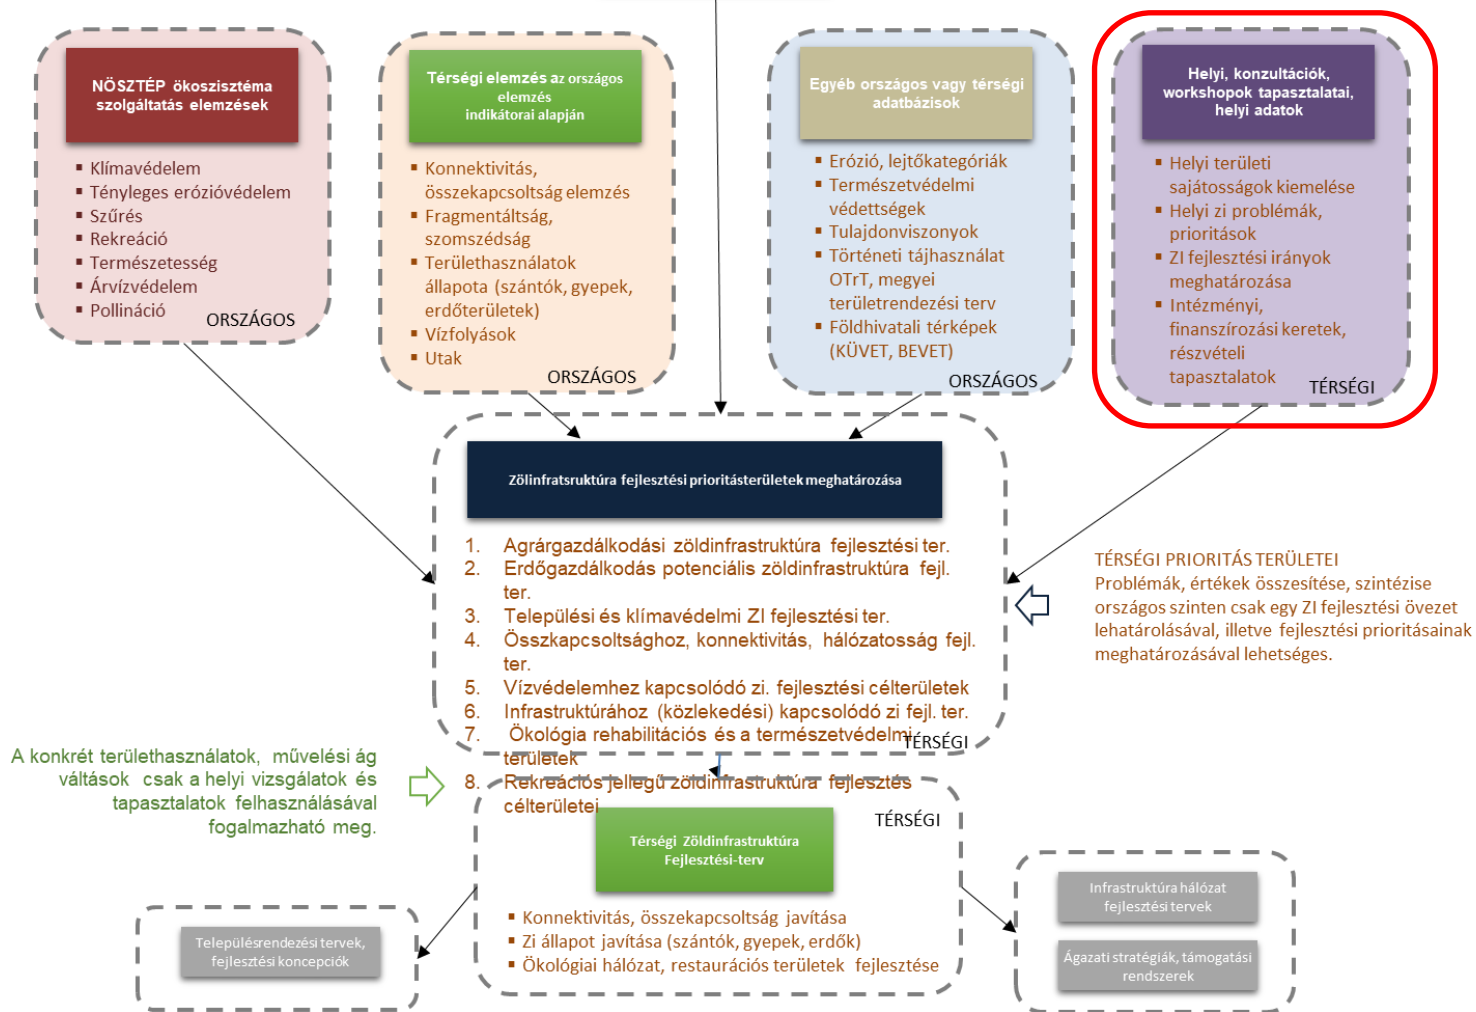 NÖSZTÉP ökoszisztéma
szolgáltatás elemzések
▪ Klímavédelem
▪ Tényleges erózióvédelem
▪ Szűrés
▪ Rekreáció
▪ Természetesség
▪ Árvízvédelem
▪ Pollináció
ORSZÁGOS
Térségi elemzés az országos
elemzés
indikátorai alapján
▪ Konnektivitás,
összekapcsoltság elemzés
▪ Fragmentáltság,
szomszédság
▪ Területhasználatok
állapota (szántók, gyepek,
erdőterületek)
▪ Vízfolyások
▪ Utak
ORSZÁGOS
Egyéb országos vagy térségi
adatbázisok
▪ Erózió, lejtőkategóriák
▪ Természetvédelmi
védettségek
▪ Tulajdonviszonyok
▪ Történeti tájhasználat
OTrT, megyei
területrendezési terv
▪ Földhivatali térképek
(KÜVET, BEVET)
ORSZÁGOS
Helyi, konzultációk,
workshopok tapasztalatai,
helyi adatok
▪ Helyi területi
sajátosságok kiemelése
▪ Helyi zi problémák,
prioritások
▪ ZI fejlesztési irányok
meghatározása
▪ Intézményi,
finanszírozási keretek,
részvételi
tapasztalatok
TÉRSÉGI
Zölinfratsruktúra fejlesztési prioritásterületek meghatározása
1. Agrárgazdálkodási zöldinfrastruktúra fejlesztési ter.
2. Erdőgazdálkodás potenciális zöldinfrastruktúra fejl.
ter.
3. Települési és klímavédelmi ZI fejlesztési ter.
4. Összkapcsoltsághoz, konnektivitás, hálózatosság fejl.
ter.
5. Vízvédelemhez kapcsolódó zi. fejlesztési célterületek
6. Infrastruktúrához (közlekedési) kapcsolódó zi fejl. ter.
7. Ökológia rehabilitációs és a természetvédelmi
területek
8. Rekreációs jellegű zöldinfrastruktúra fejlesztés
célterületei
TÉRSÉGI
TÉRSÉGI PRIORITÁS TERÜLETEI
Problémák, értékek összesítése, szintézise
országos szinten csak egy ZI fejlesztési övezet
lehatárolásával, illetve fejlesztési prioritásainak
meghatározásával lehetséges.
A konkrét területhasználatok, művelési ág
váltások csak a helyi vizsgálatok és
tapasztalatok felhasználásával
fogalmazható meg.
TÉRSÉGI
Térségi Zöldinfrastruktúra
Fejlesztési-terv
▪ Konnektivitás, összekapcsoltság javítása
▪ Zi állapot javítása (szántók, gyepek, erdők)
▪ Ökológiai hálózat, restaurációs területek fejlesztése
Településrendezési tervek,
fejlesztési koncepciók
Infrastruktúra hálózat
fejlesztési tervek
Ágazati stratégiák, támogatási
rendszerek